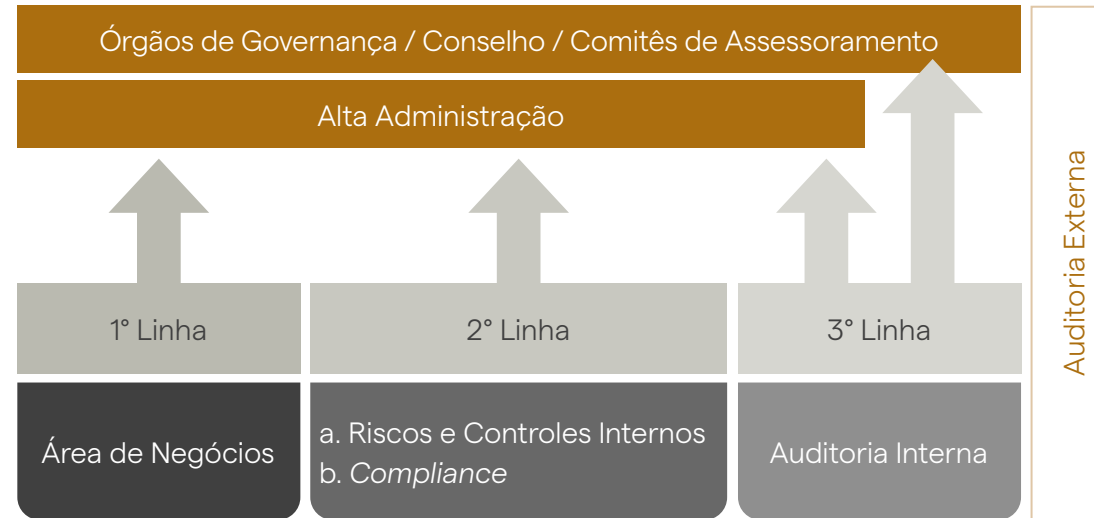 Órgãos de Governança / Conselho / Comitês de Assessoramento
Alta Administração
1° Linha
2° Linha
3° Linha
Área de Negócios
a. Riscos e Controles Internos
b. Compliance
Auditoria Interna
Auditoria Externa